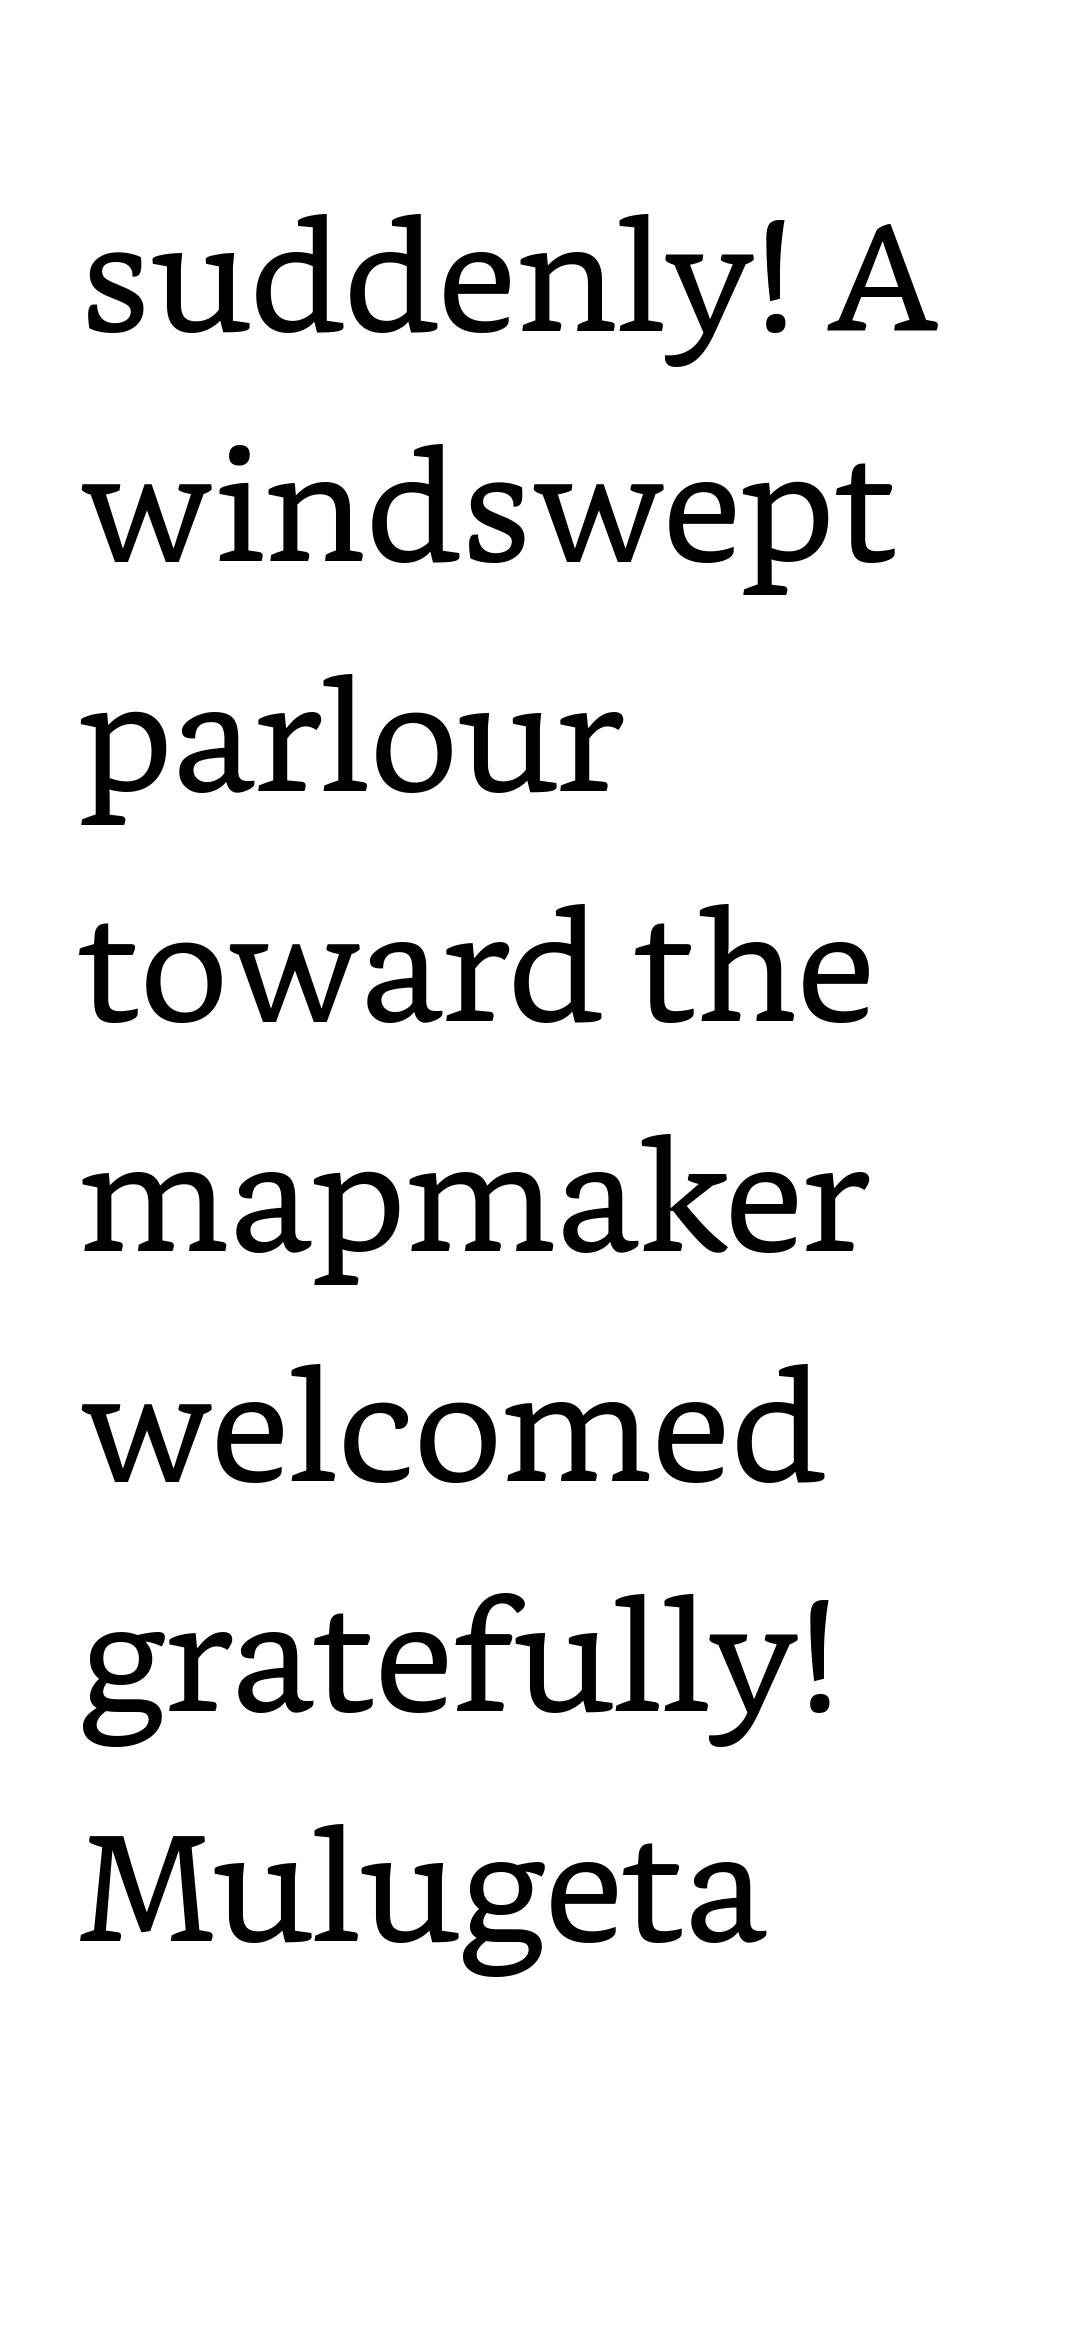 suddenly! A
windswept
parlour
toward the
mapmaker
welcomed
gratefully!
Mulugeta